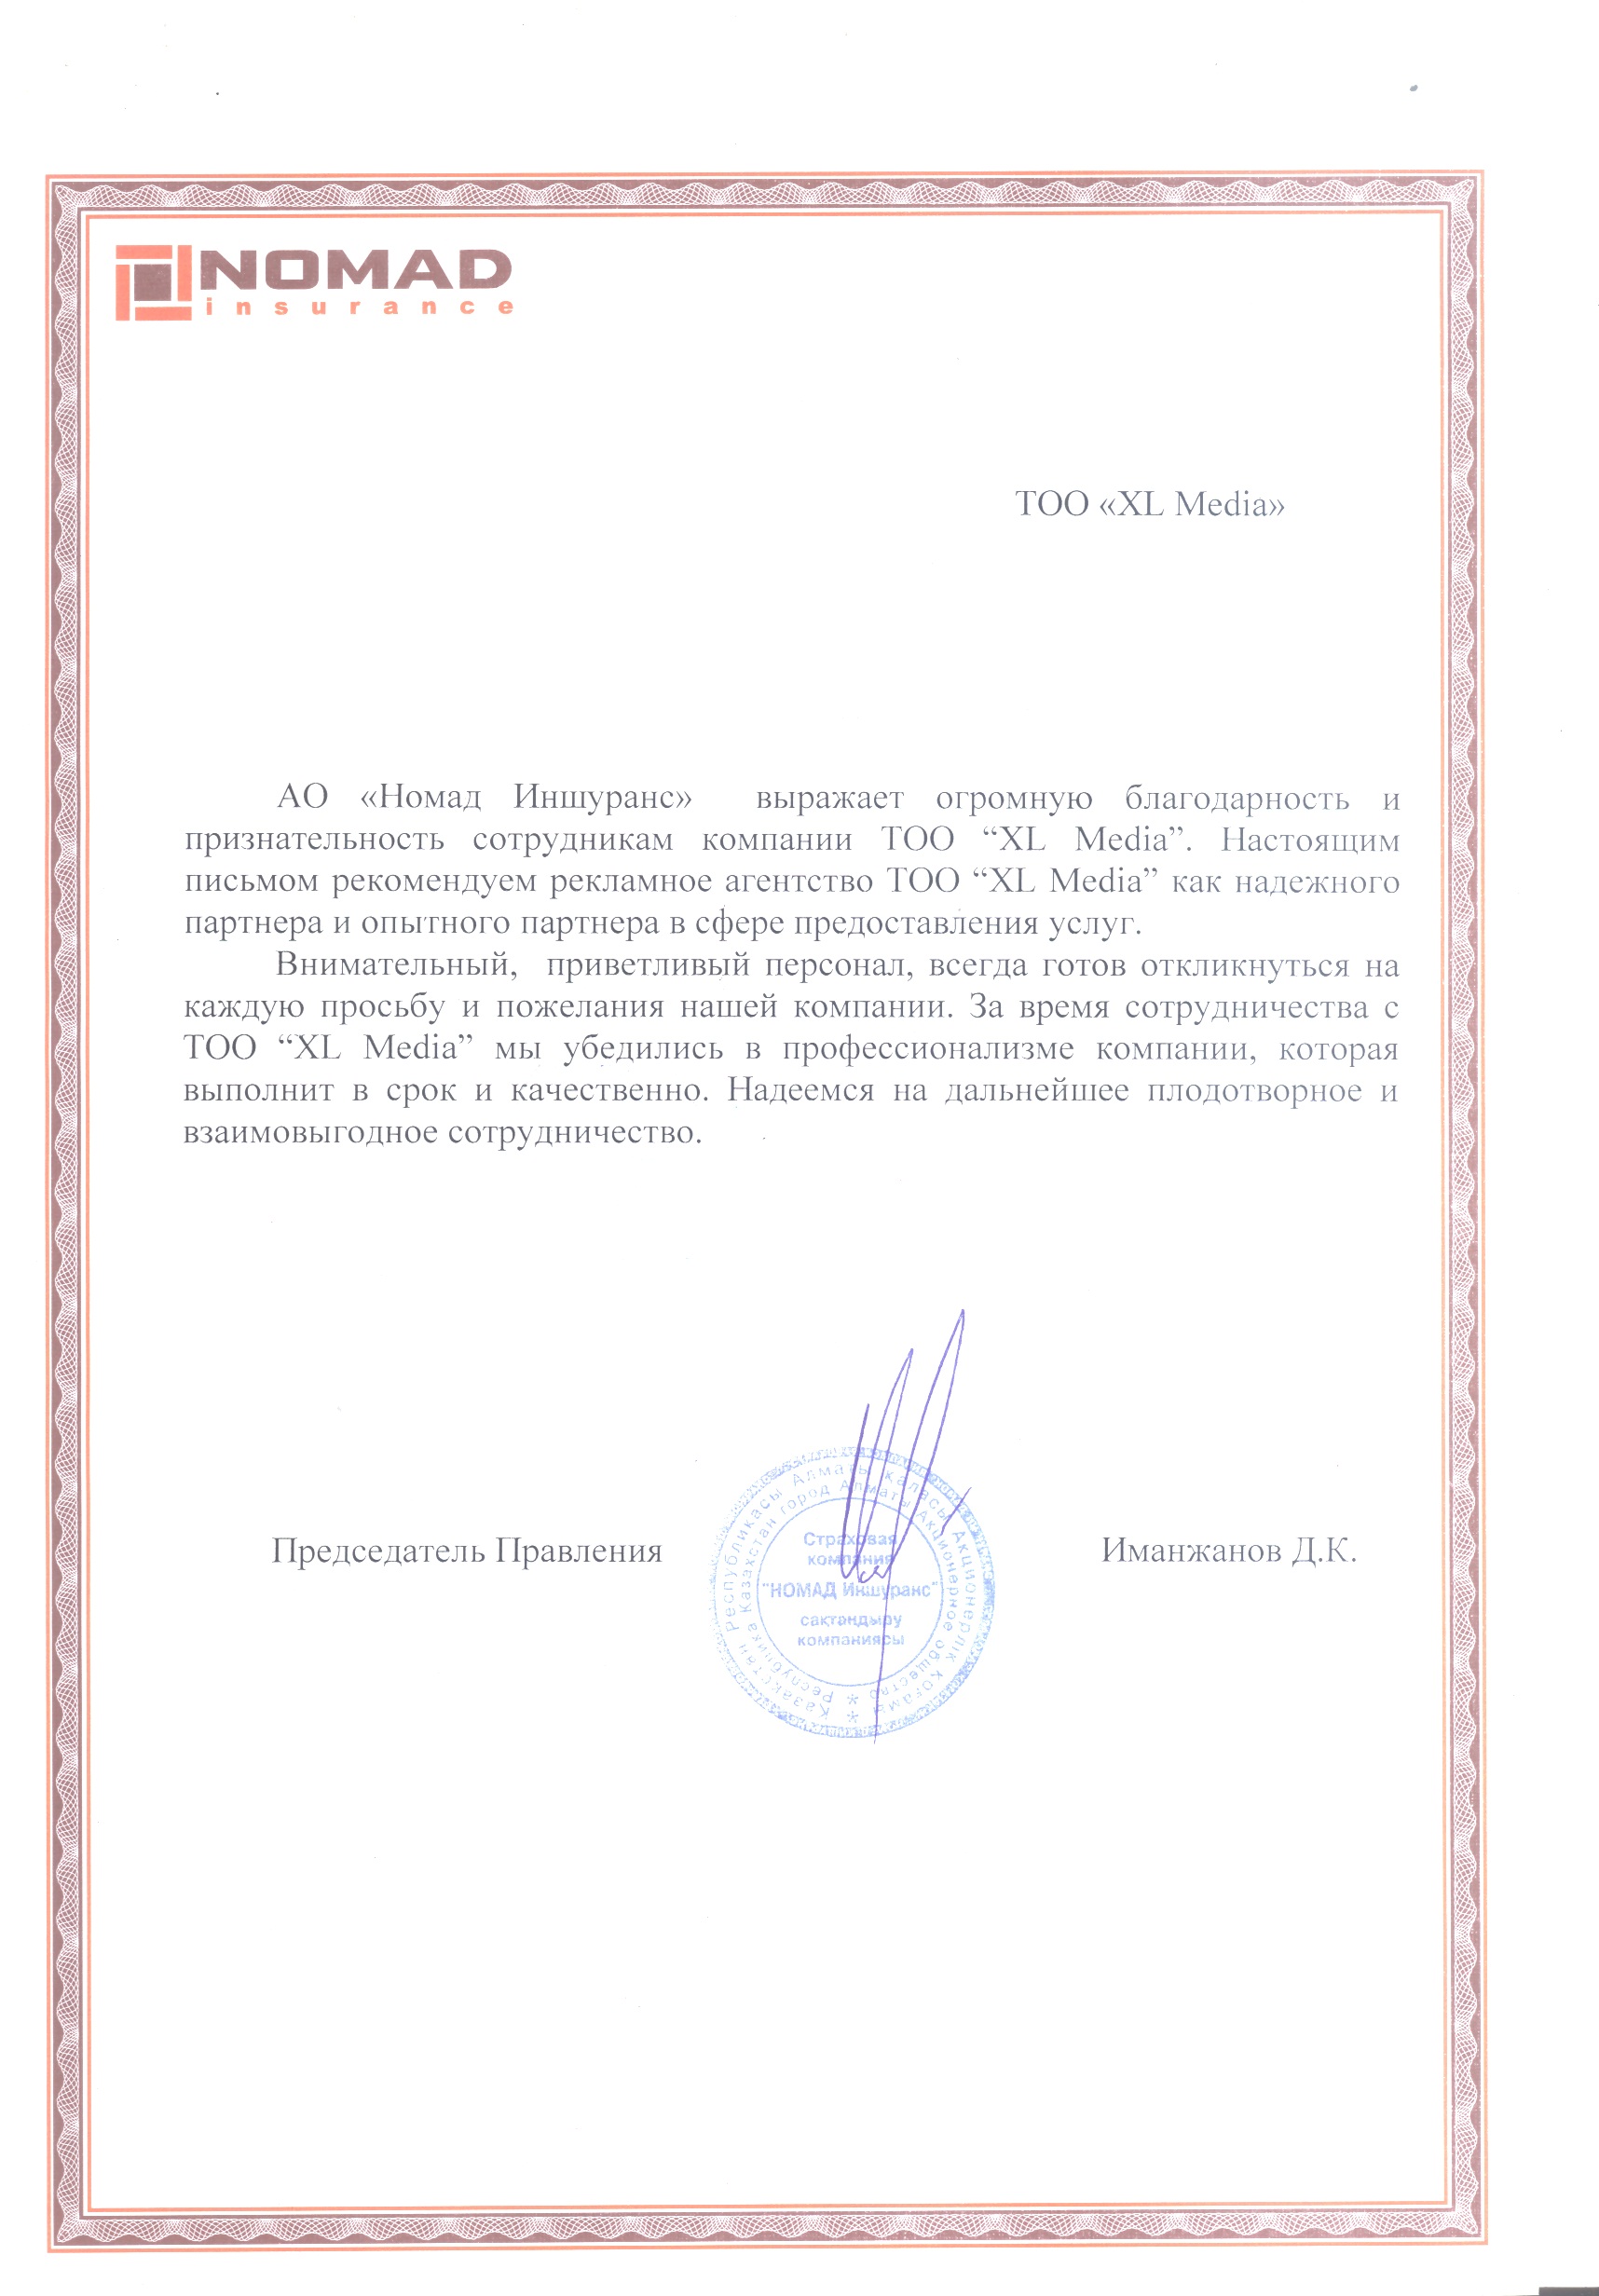 NOMAD
insurance
ТОО «XL Media»
АО «Номад Иншуранс» выражает огромную благодарность и
признательность сотрудникам компании ТОО “XL Media”. Настоящим
письмом рекомендуем рекламное агентство ТОО “XL Media” как надежного
партнера и опытного партнера в сфере предоставления услуг.
Внимательный, приветливый персонал, всегда готов откликнуться на
каждую просьбу и пожелания нашей компании. За время сотрудничества с
ТОО “XL Media” мы убедились в профессионализме компании, которая
выполнит в срок и качественно. Надеемся на дальнейшее плодотворное и
взаимовыгодное сотрудничество.
Председатель Правления
Иманжанов Д.К.
Қазақстан Республикасы Алматы қаласы Акционерлік Қоғамы
Республика Казахстан город Алматы Акционерное общество
Страховая
компания
"НОМАД Иншуранс"
сақтандыру
компаниясы